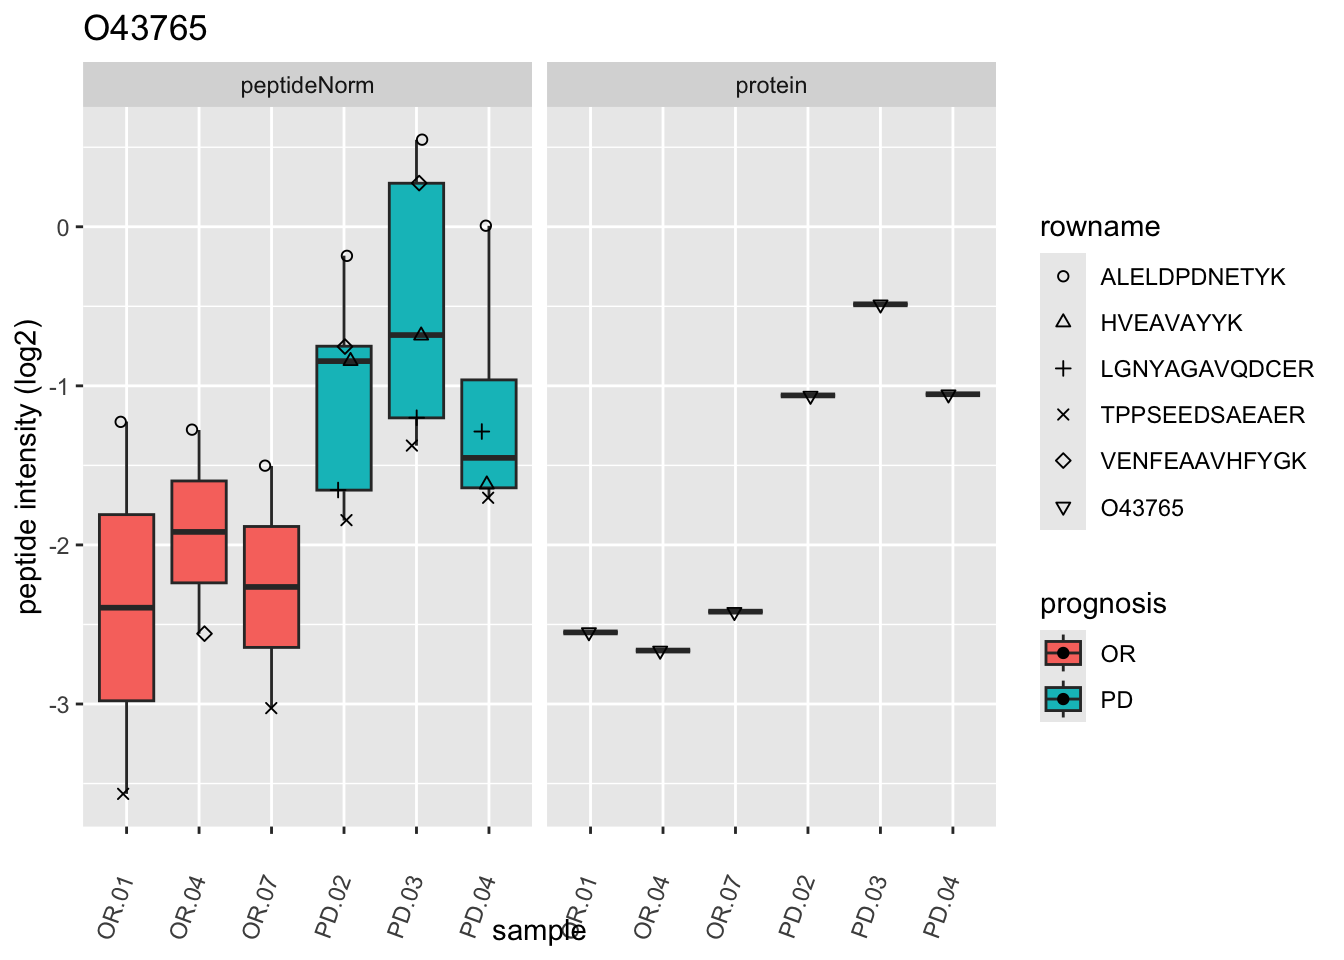 O43765
peptideNorm
protein
peptide intensity (log2)
0
-1
-2
-3
OR.01
OR.04
OR.07
PD.02
PD.03
PD.04
OR.01
OR.04
OR.07
PD.02
PD.03
PD.04
sample
rowname
ALELDPDNETYK
HVEAVAYYK
LGNYAGAVQDCER
TPPSEEDSAEAER
VENFEAAVHFYGK
O43765
prognosis
OR
PD